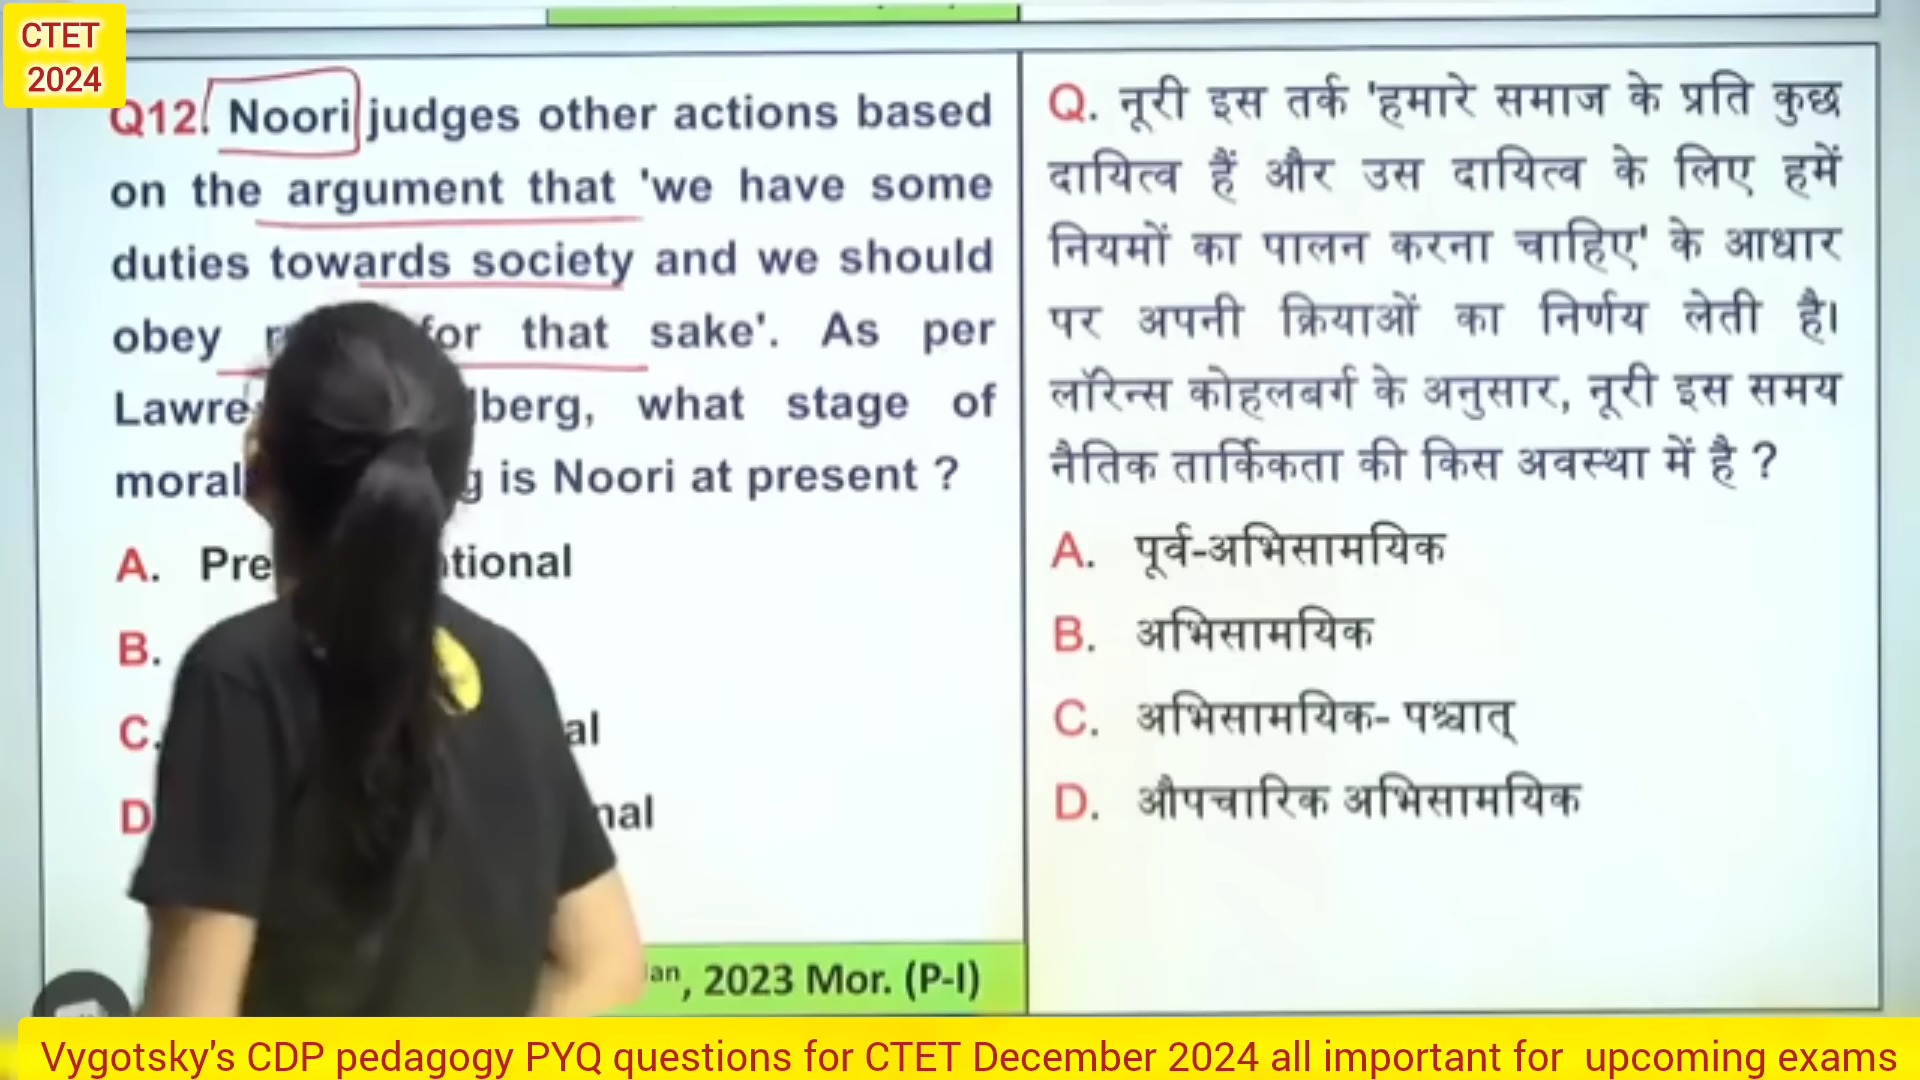 CTET
2024
Q12. Noori judges other actions based
on the argument that 'we have some
duties towards society and we should
obey for that sake'. As per
Lawre lberg, what stage of
moral g is Noori at present ?
A. Pre tional
B.
C. al
D nal
Jan, 2023 Mor. (P-I)
Q. नूरी इस तर्क 'हमारे समाज के प्रति कुछ
दायित्व हैं और उस दायित्व के लिए हमें
नियमों का पालन करना चाहिए' के आधार
पर अपनी क्रियाओं का निर्णय लेती है।
लॉरेन्स कोहलबर्ग के अनुसार, नूरी इस समय
नैतिक तार्किकता की किस अवस्था में है ?
A. पूर्व-अभिसामयिक
B. अभिसामयिक
C. अभिसामयिक- पश्चात्
D. औपचारिक अभिसामयिक
Vygotsky's CDP pedagogy PYQ questions for CTET December 2024 all important for upcoming exams